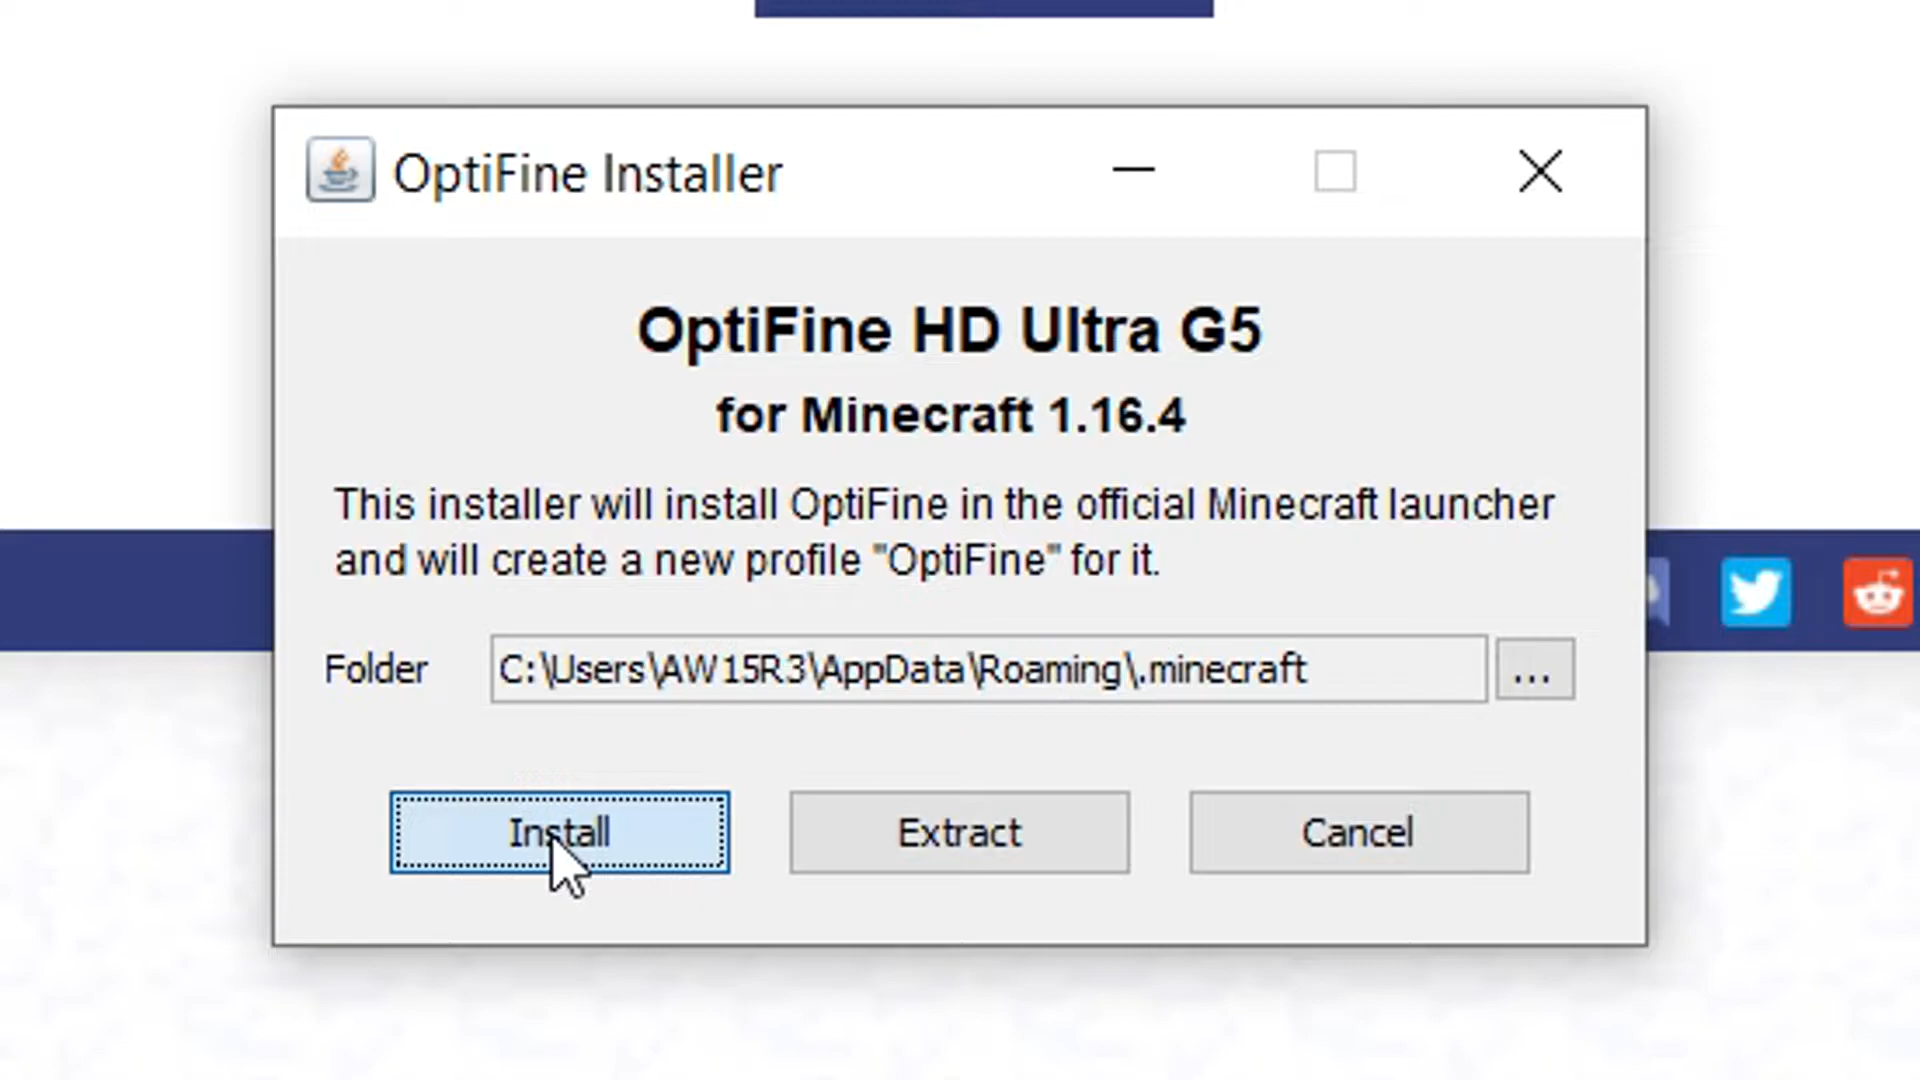 OptiFine Installer
OptiFine HD Ultra G5
for Minecraft 1.16.4
This installer will install OptiFine in the official Minecraft launcher
and will create a new profile "OptiFine" for it.
Folder C:\Users\AW15R3\AppData\Roaming\.minecraft ...
Install Extract Cancel